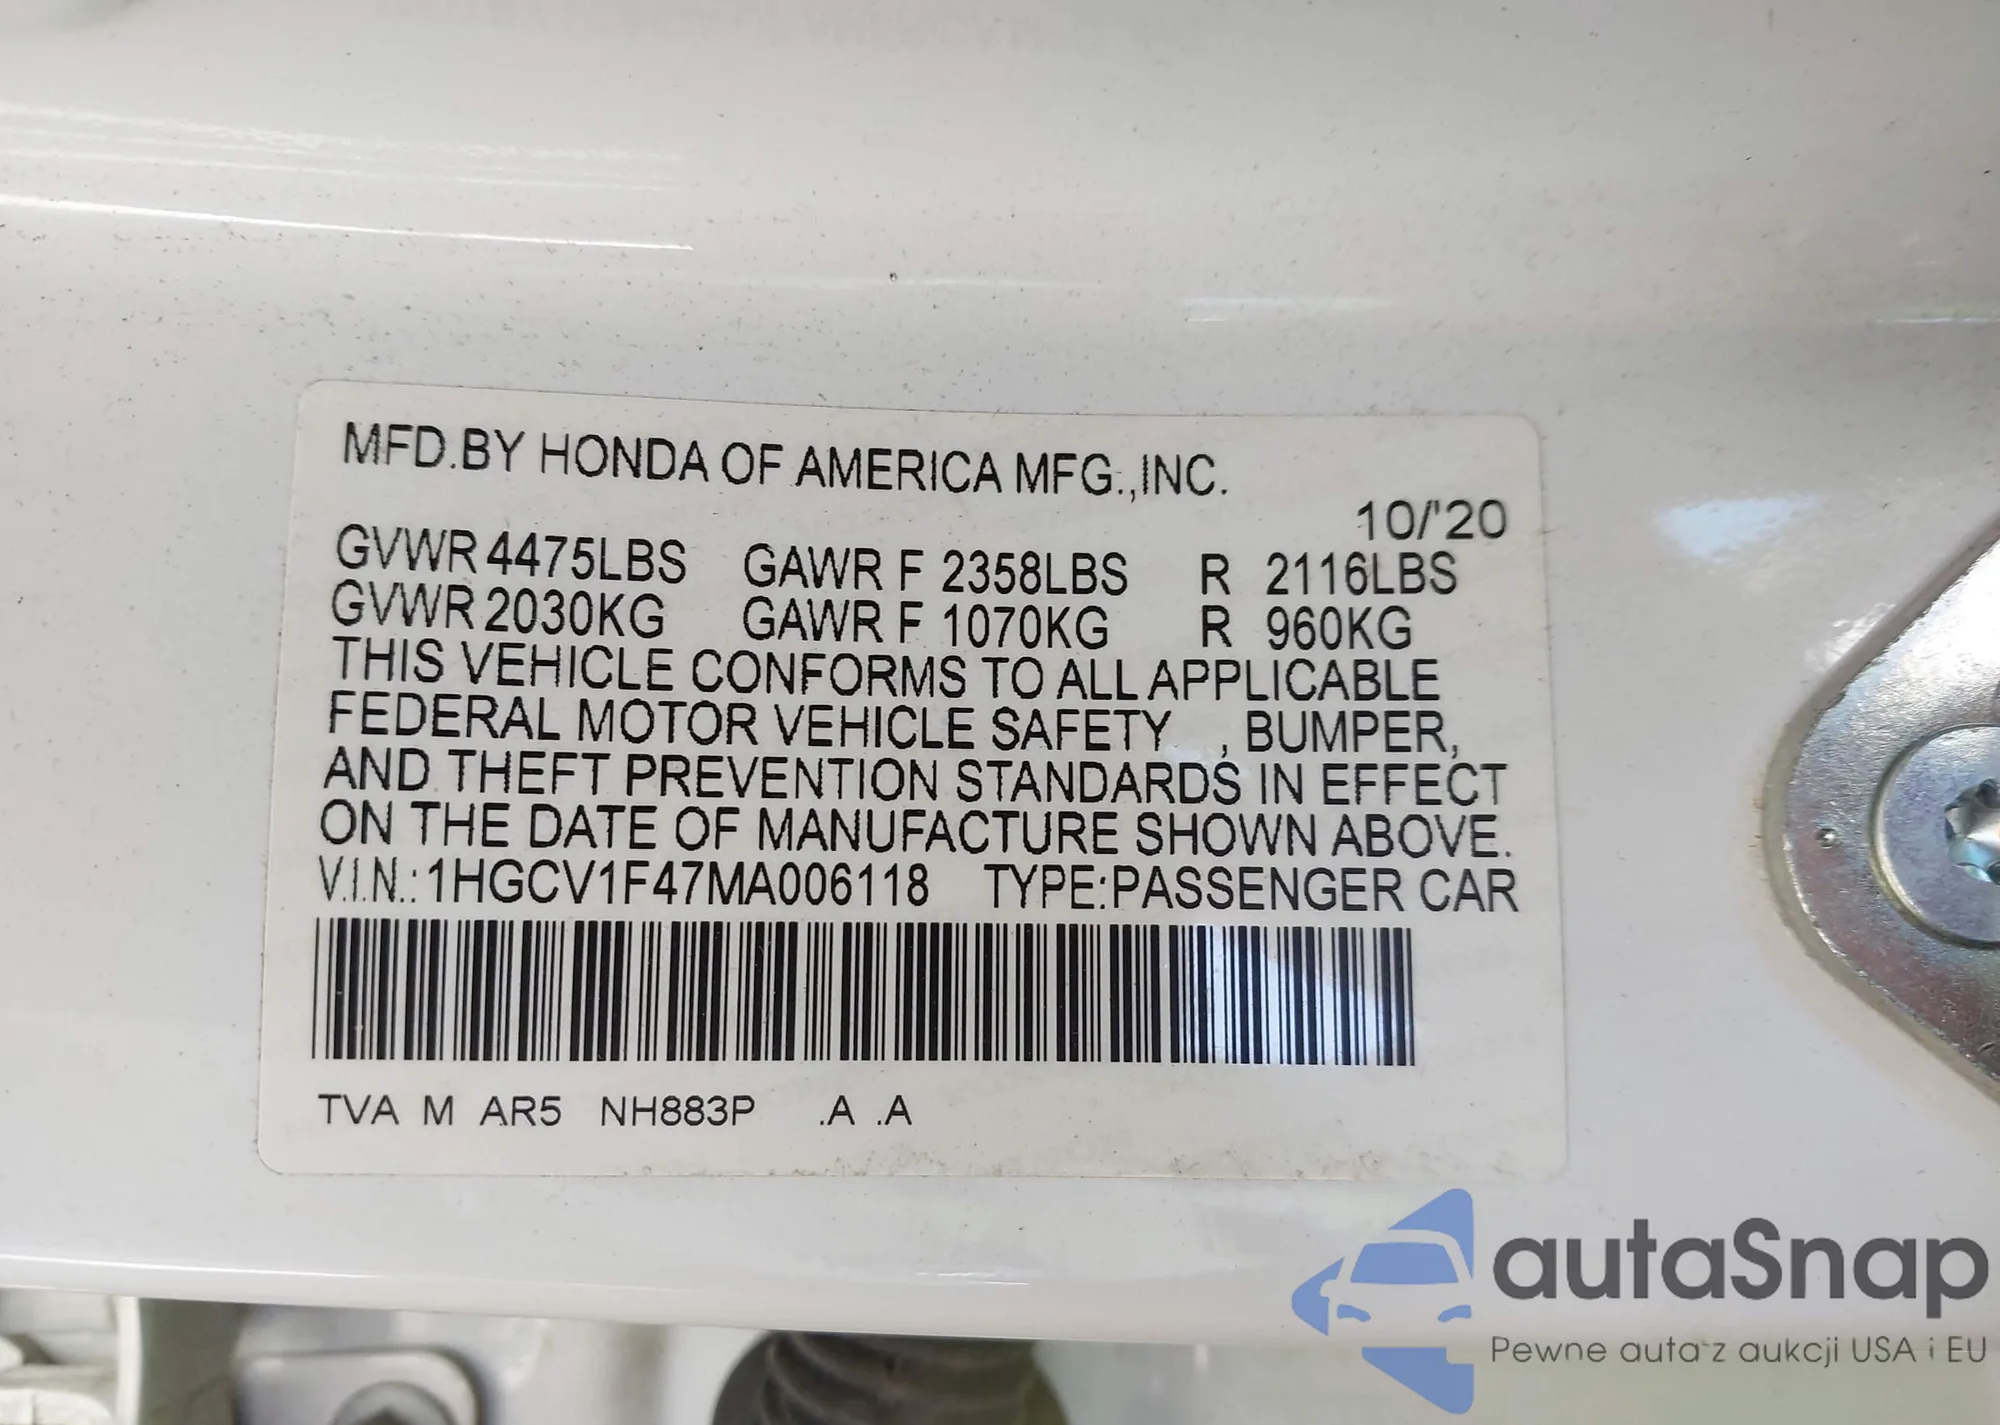 MFD.BY HONDA OF AMERICA MFG.,INC.
10/'20
GVWR 4475LBS GAWR F 2358LBS R 2116LBS
GVWR 2030KG GAWR F 1070KG R 960KG
THIS VEHICLE CONFORMS TO ALL APPLICABLE
FEDERAL MOTOR VEHICLE SAFETY , BUMPER,
AND THEFT PREVENTION STANDARDS IN EFFECT
ON THE DATE OF MANUFACTURE SHOWN ABOVE.
V.I.N.: 1HGCV1F47MA006118 TYPE:PASSENGER CAR
TVA M AR5 NH883P .A .A
autaSnap
Pewne auta z aukcji USA i EU